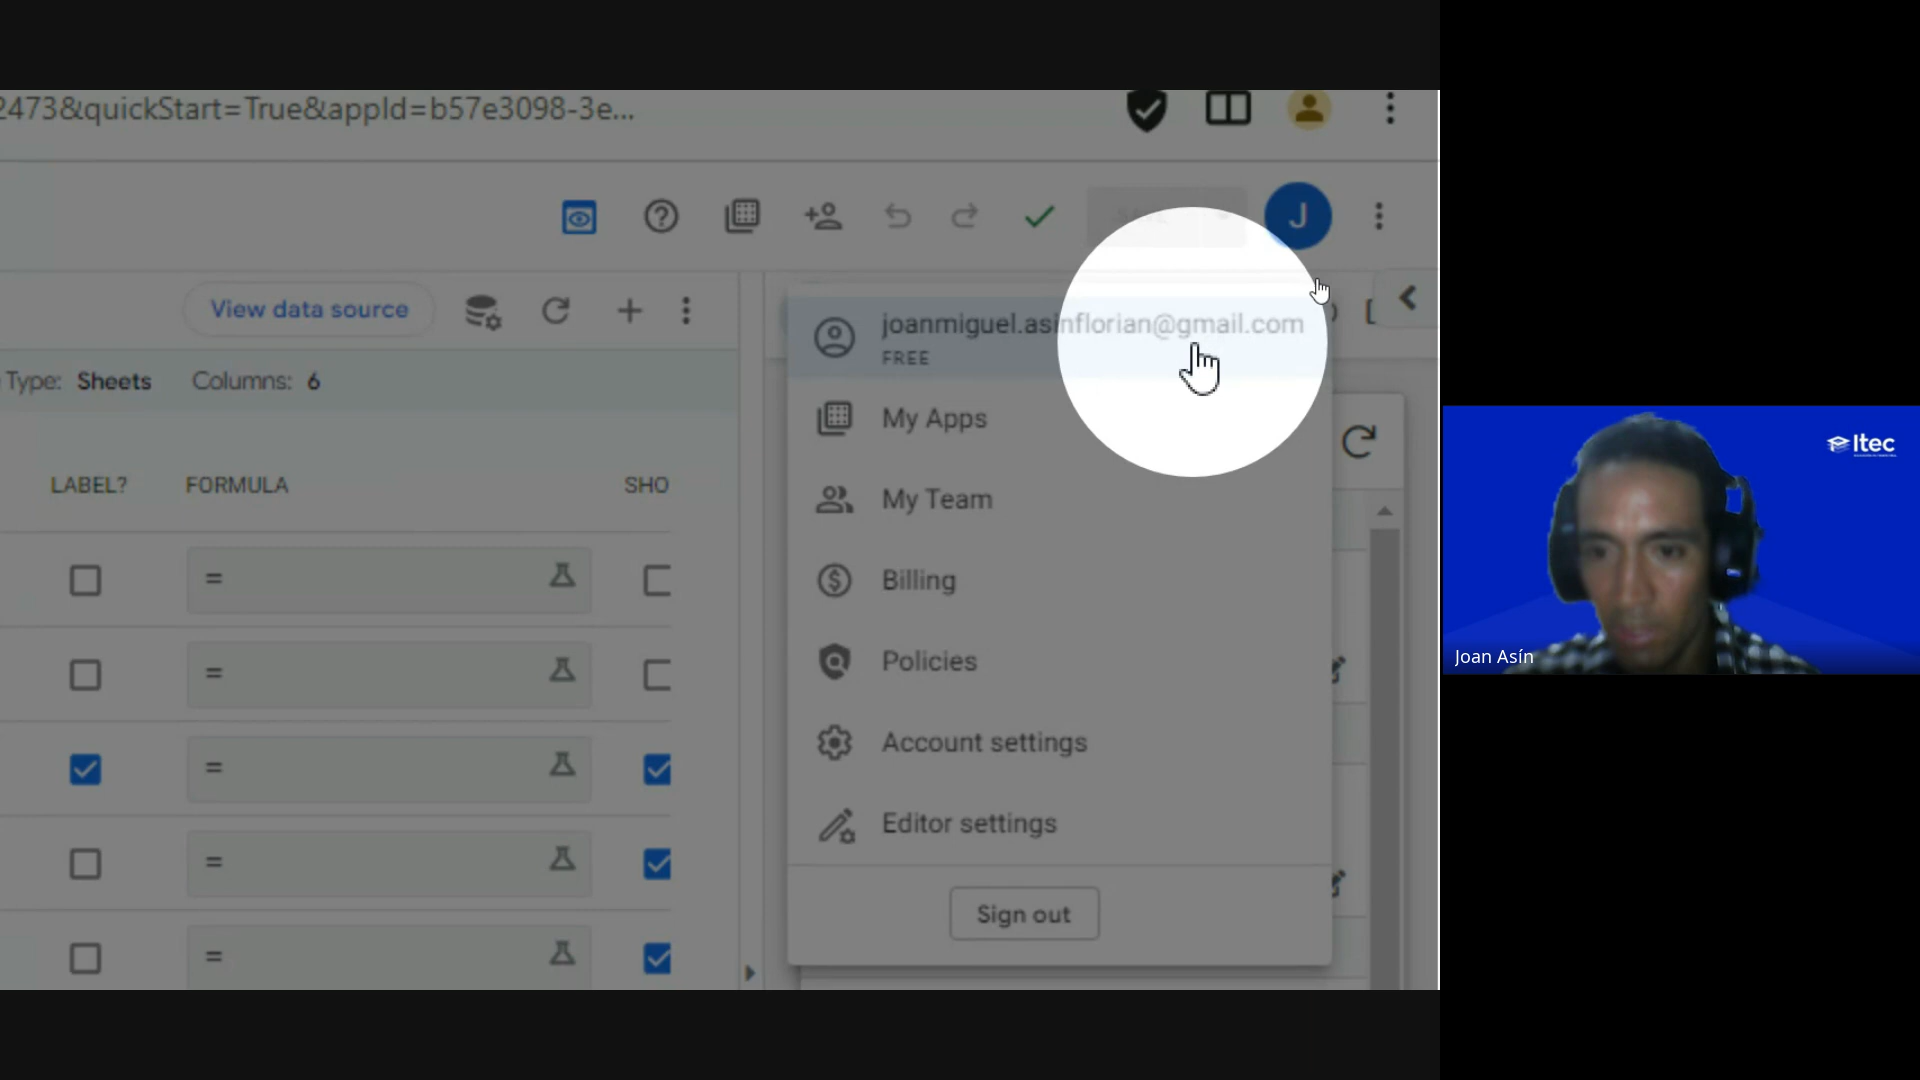 2473&quickStart=True&appId=b57e3098-3e...
J
View data source
Type: Sheets Columns: 6
LABEL? FORMULA SHO
=
=
=
=
=
joanmiguel.asinflorian@gmail.com
FREE
My Apps
My Team
Billing
Policies
Account settings
Editor settings
Sign out
Itec
Joan Asín